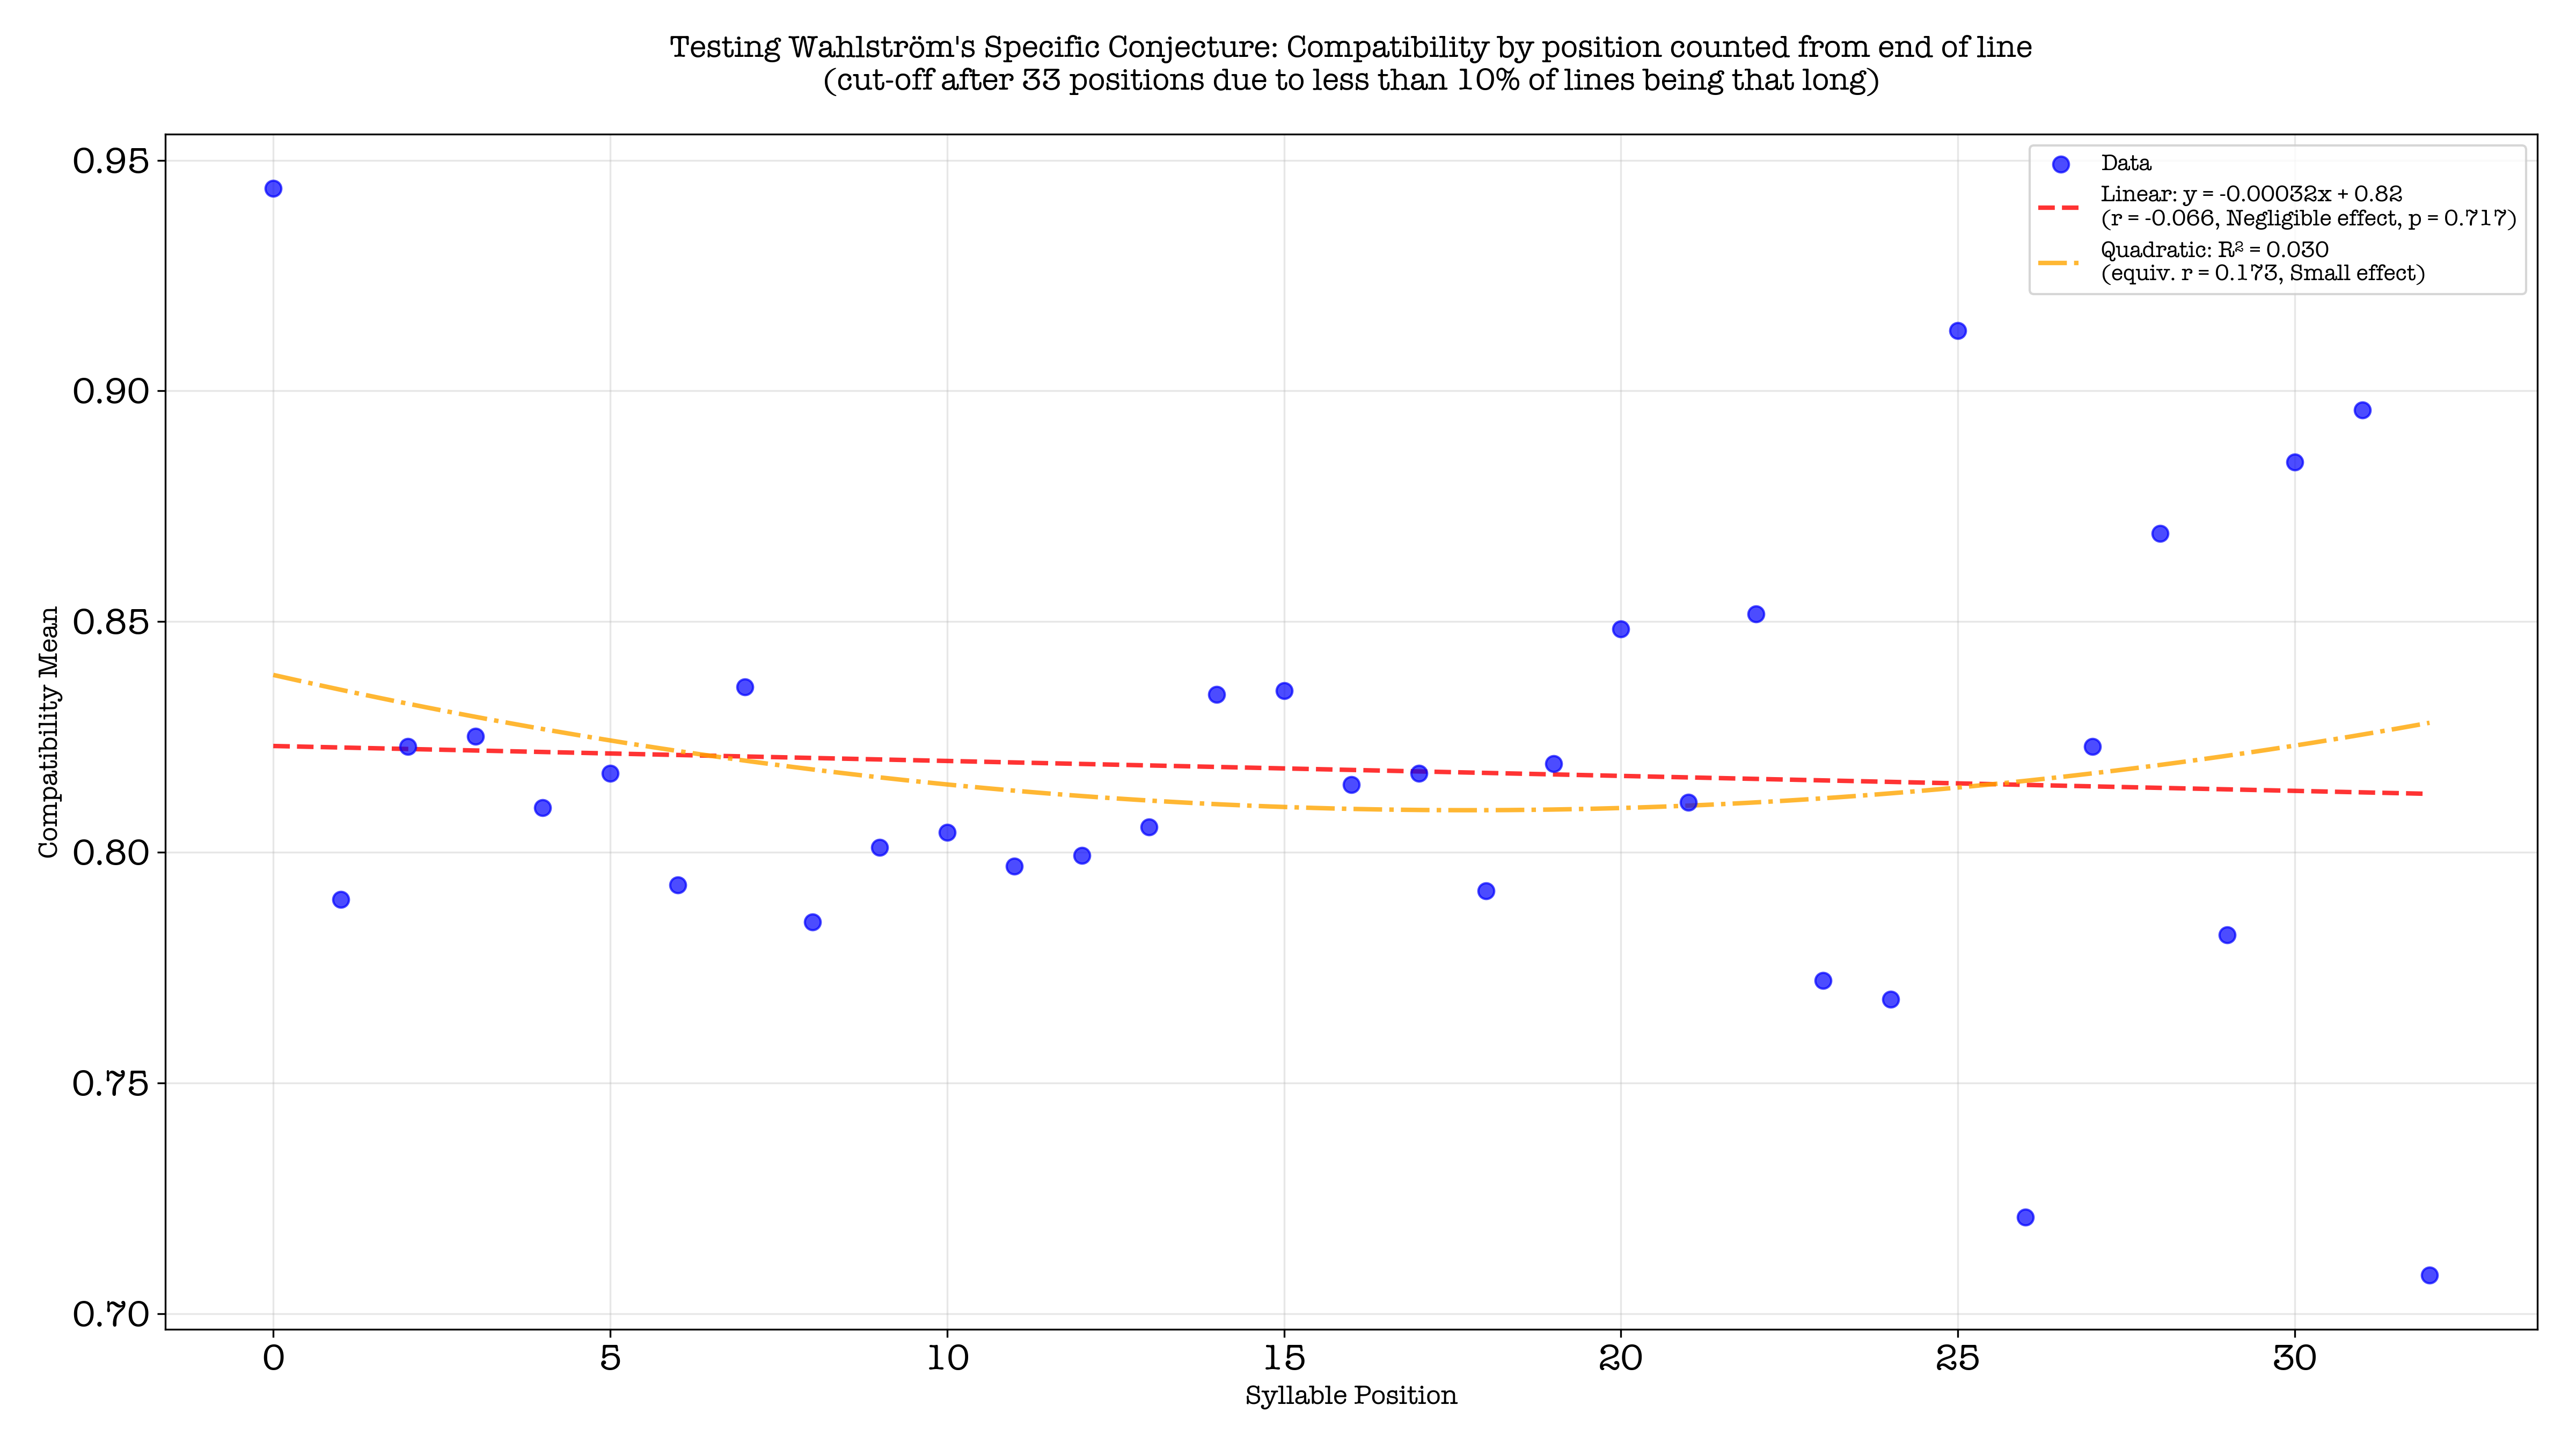 Testing Wahlström's Specific Conjecture: Compatibility by position counted from end of line
(cut-off after 33 positions due to less than 10% of lines being that long)
Data
Linear: y = -0.00032x + 0.82
(r = -0.066, Negligible effect, p = 0.717)
Quadratic: R² = 0.030
(equiv. r = 0.173, Small effect)
Compatibility Mean
0.95
0.90
0.85
0.80
0.75
0.70
0 5 10 15 20 25 30
Syllable Position